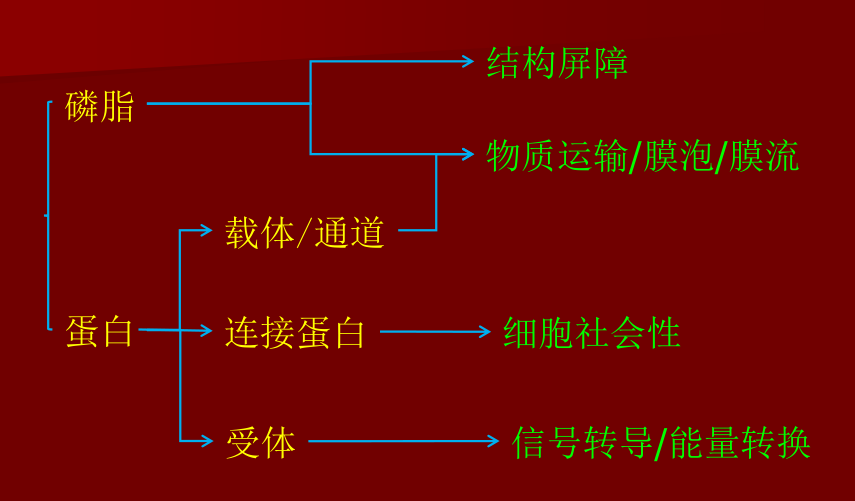 结构屏障
磷脂
物质运输/膜泡/膜流
载体/通道
蛋白
连接蛋白
细胞社会性
受体
信号转导/能量转换